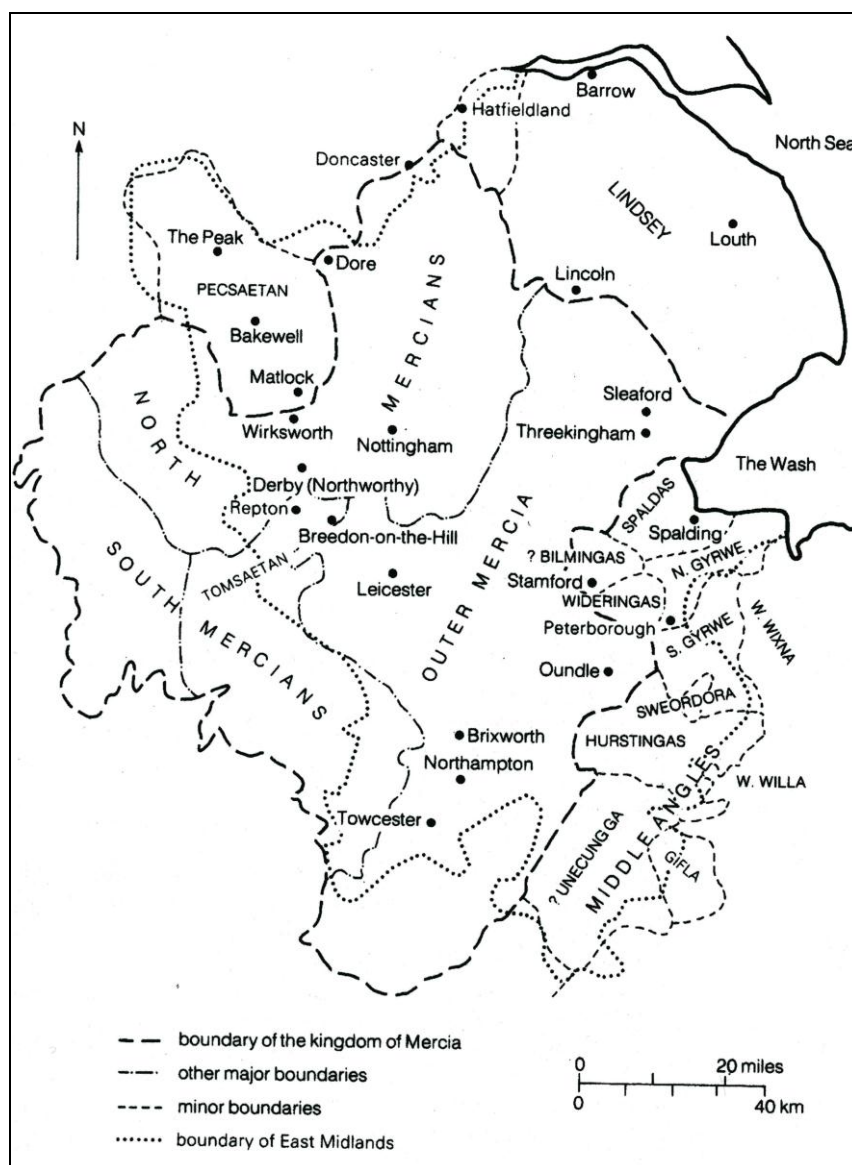 Barrow
Hatfieldland
N
North Sea
Doncaster
LINDSEY
The Peak
Louth
Dore
PECSAETAN
Lincoln
Bakewell
MERCIANS
Matlock
Sleaford
NORTH
Wirksworth
Nottingham
Threekingham
The Wash
Derby (Northworthy)
SPALDAS
Repton
Spalding
Breedon-on-the-Hill
? BILMINGAS
N. GYRWE
SOUTH MERCIANS
TOMSAETAN
Leicester
Stamford
OUTER MERCIA
WIDERINGAS
Peterborough
S. GYRWE
W. WIXNA
Oundle
SWEORDORA
Brixworth
HURSTINGAS
Northampton
W. WILLA
MIDDLE ANGLES
Towcester
GIFLA
? UNECUNG GA
boundary of the kingdom of Mercia
other major boundaries
0 20 miles
minor boundaries
0 40 km
boundary of East Midlands